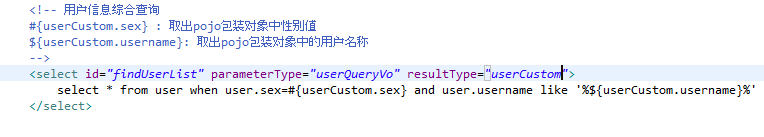 <!-- 用户信息综合查询
#{userCustom.sex} : 取出pojo包装对象中性别值
${userCustom.username}: 取出pojo包装对象中的用户名称
-->
<select id="findUserList" parameterType="userQueryVo" resultType="userCustom">
select * from user when user.sex=#{userCustom.sex} and user.username like '%${userCustom.username}%'
</select>